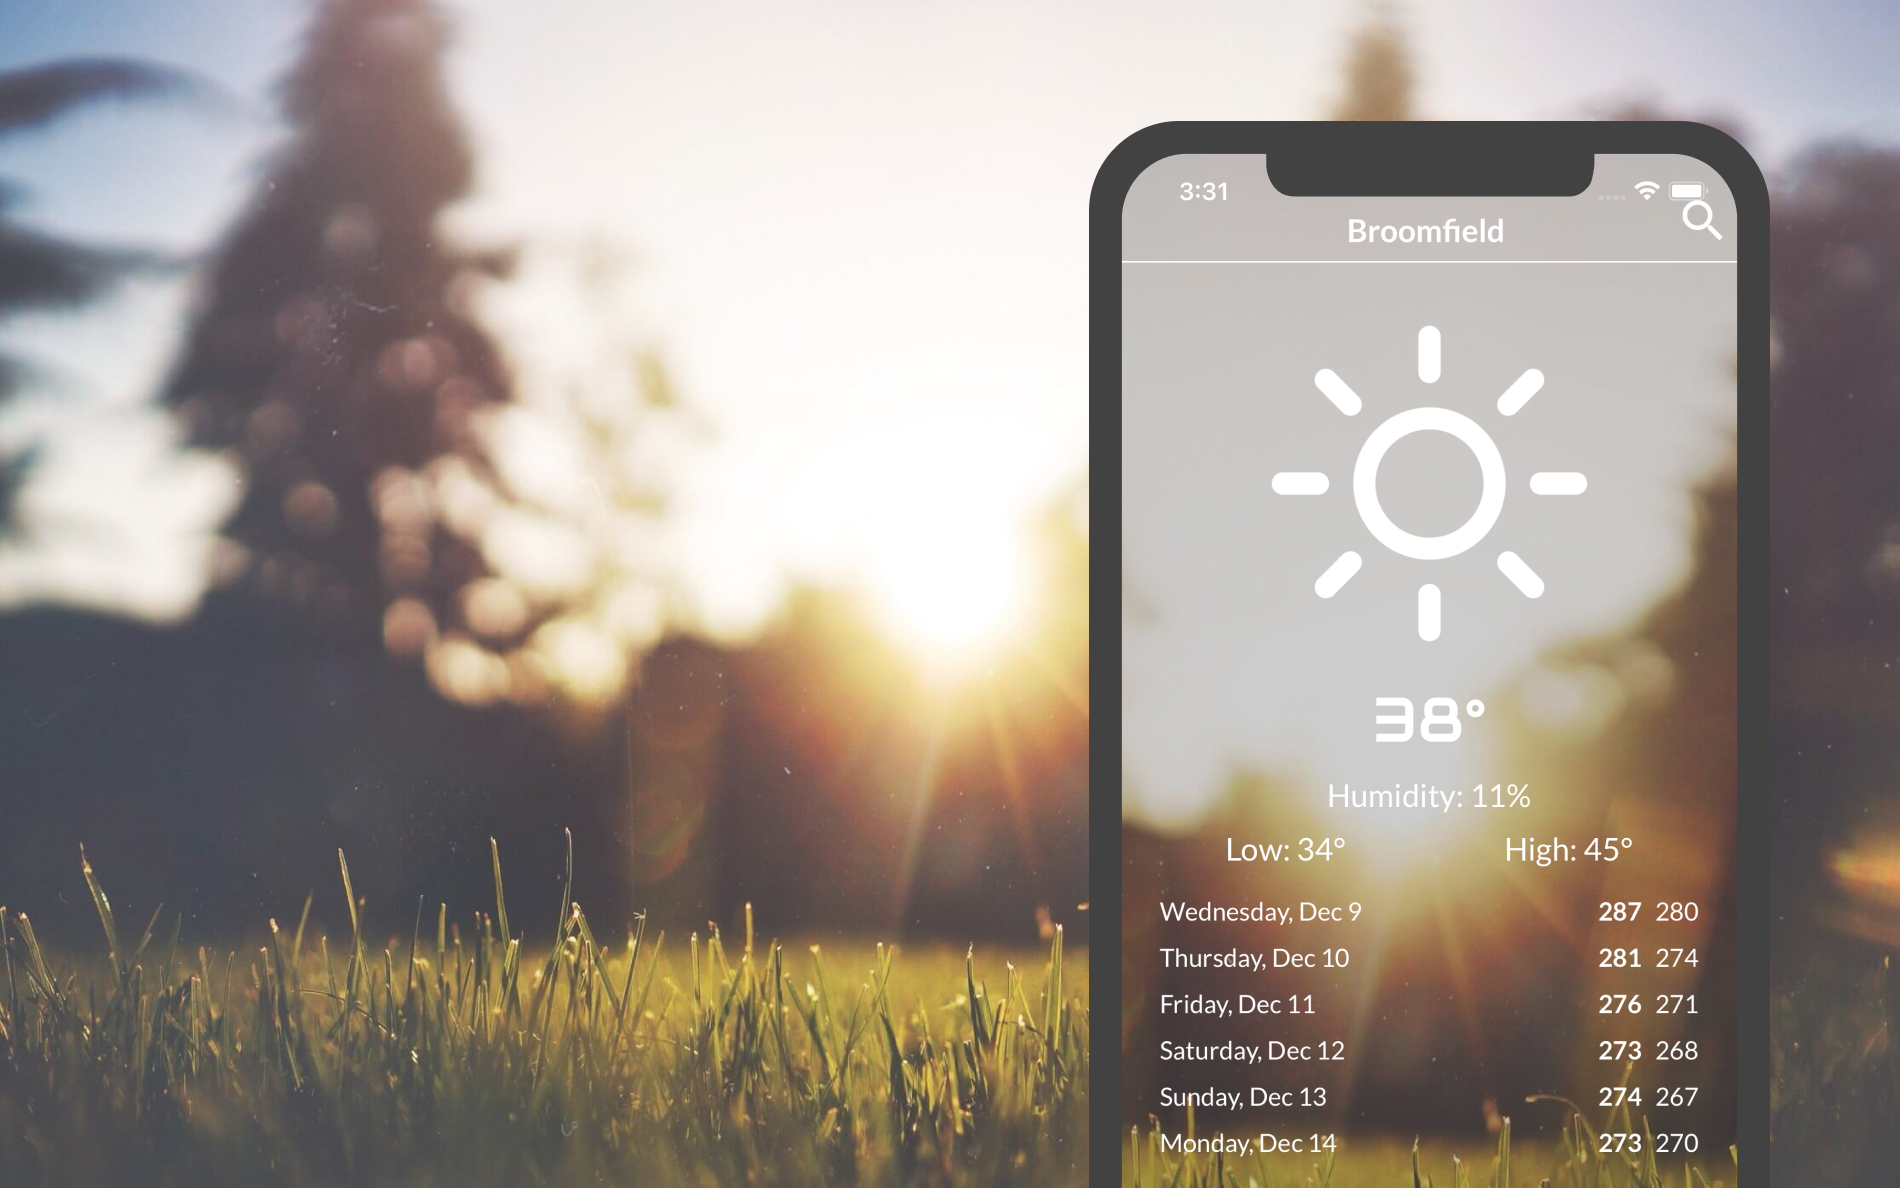 3:31
Broomfield
38°
Humidity: 11%
Low: 34° High: 45°
Wednesday, Dec 9 287 280
Thursday, Dec 10 281 274
Friday, Dec 11 276 271
Saturday, Dec 12 273 268
Sunday, Dec 13 274 267
Monday, Dec 14 273 270